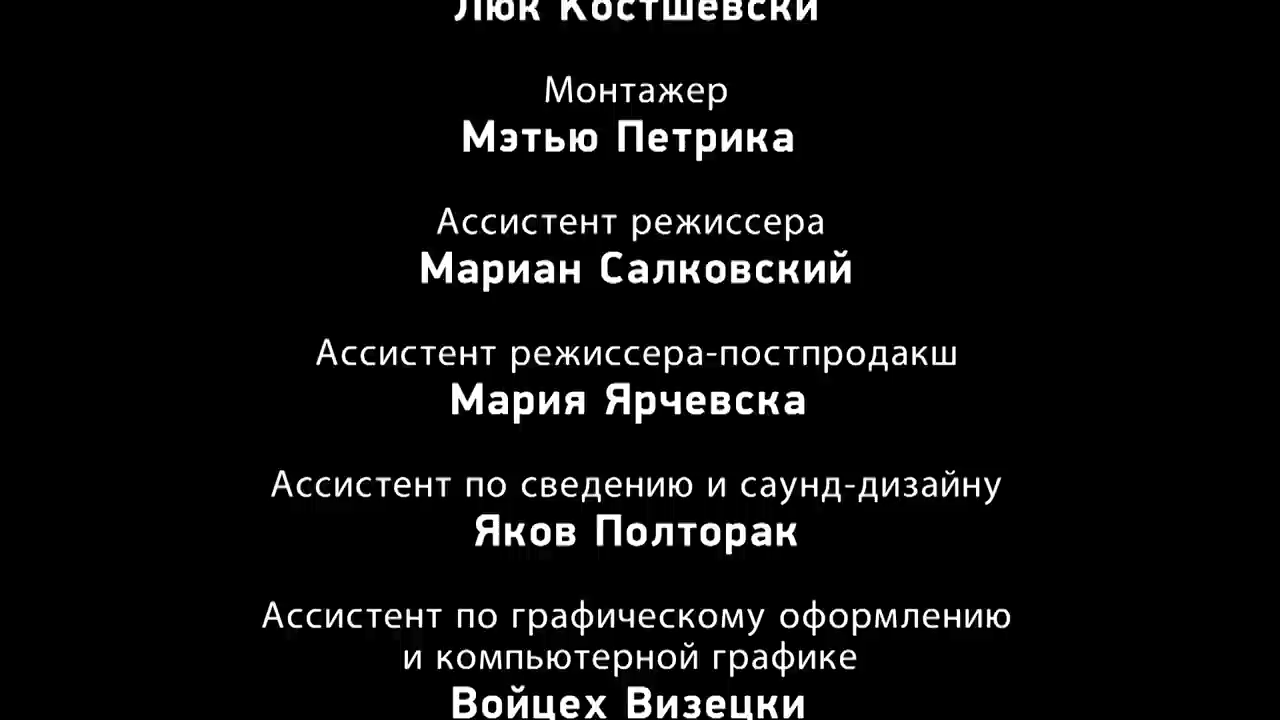 Люк Костшевски
Монтажер
Мэтью Петрика
Ассистент режиссера
Мариан Салковский
Ассистент режиссера-постпродакш
Мария Ярчевска
Ассистент по сведению и саунд-дизайну
Яков Полторак
Ассистент по графическому оформлению
и компьютерной графике
Войцех Визецки